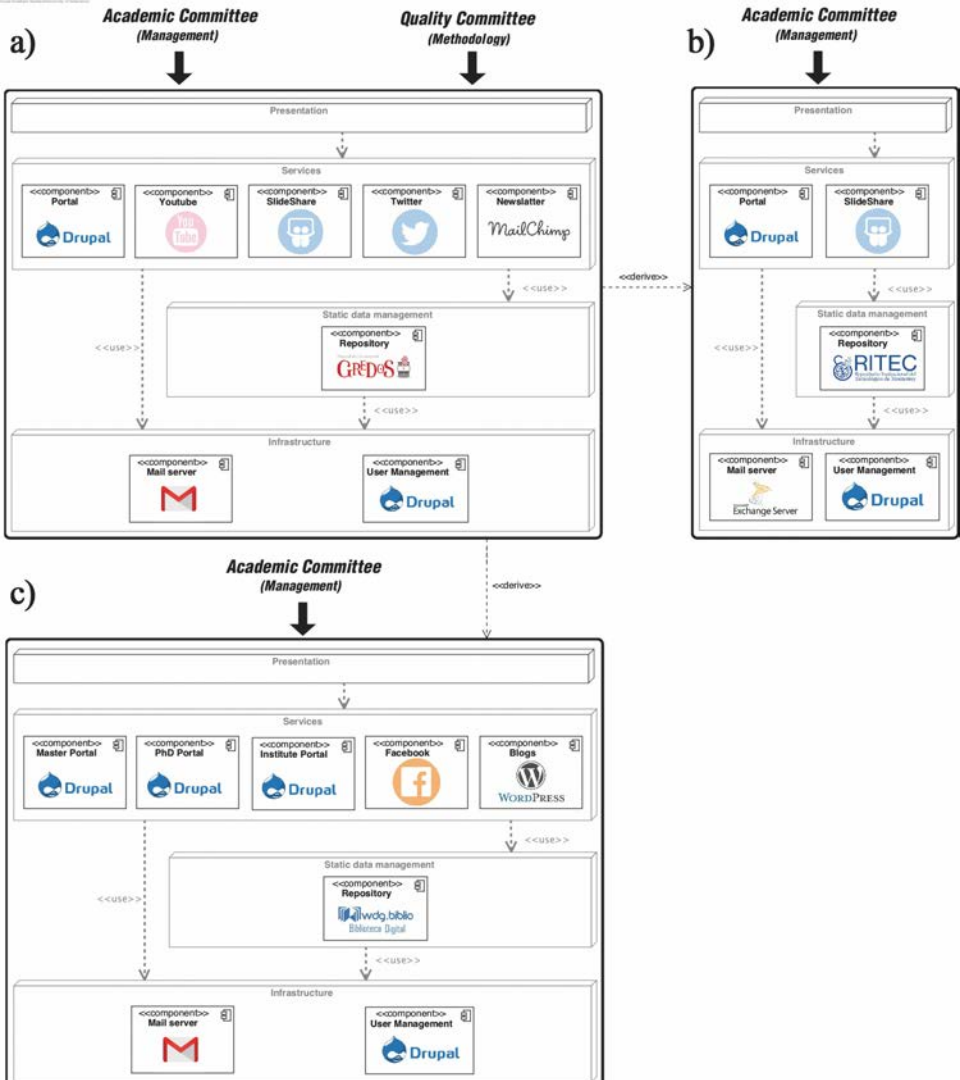 a)
Academic Committee
(Management)
Quality Committee
(Methodology)
Presentation
Services
<<component>>
Portal
Drupal
<<component>>
Youtube
You
Tube
<<component>>
SlideShare
<<component>>
Twitter
<<component>>
Newslatter
MailChimp
<<use>>
<<use>>
Static data management
<<component>>
Repository
GREDOS
<<use>>
Infrastructure
<<component>>
Mail server
<<component>>
User Management
Drupal
<<derive>>
b)
Academic Committee
(Management)
Presentation
Services
<<component>>
Portal
Drupal
<<component>>
SlideShare
<<use>>
<<use>>
Static data management
<<component>>
Repository
RITEC
<<use>>
Infrastructure
<<component>>
Mail server
Exchange Server
<<component>>
User Management
Drupal
<<derive>>
c)
Academic Committee
(Management)
Presentation
Services
<<component>>
Master Portal
Drupal
<<component>>
PhD Portal
Drupal
<<component>>
Institute Portal
Drupal
<<component>>
Facebook
<<component>>
Blogs
WORDPRESS
<<use>>
<<use>>
Static data management
<<component>>
Repository
iwdg.biblio
Biblioteca Digital
<<use>>
Infrastructure
<<component>>
Mail server
<<component>>
User Management
Drupal